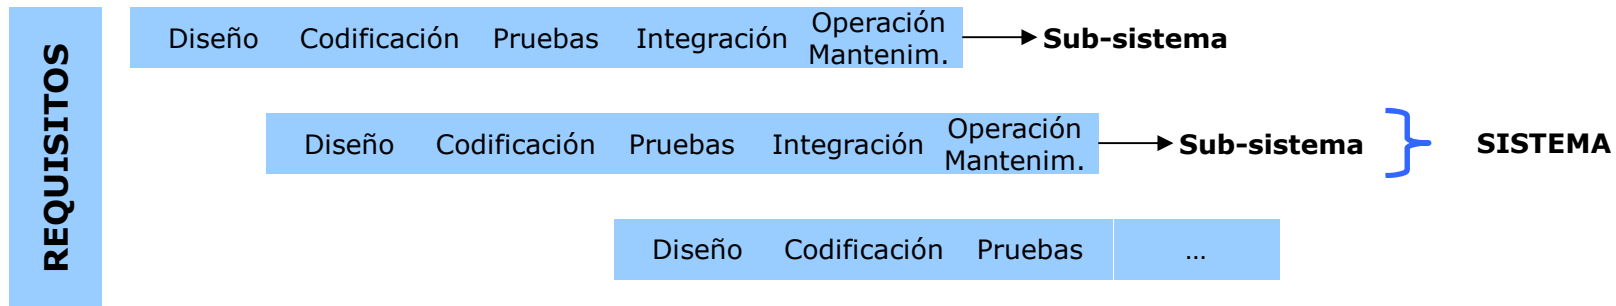 REQUISITOS
Diseño Codificación Pruebas Integración Operación Mantenim. Sub-sistema
Diseño Codificación Pruebas Integración Operación Mantenim. Sub-sistema SISTEMA
Diseño Codificación Pruebas ...